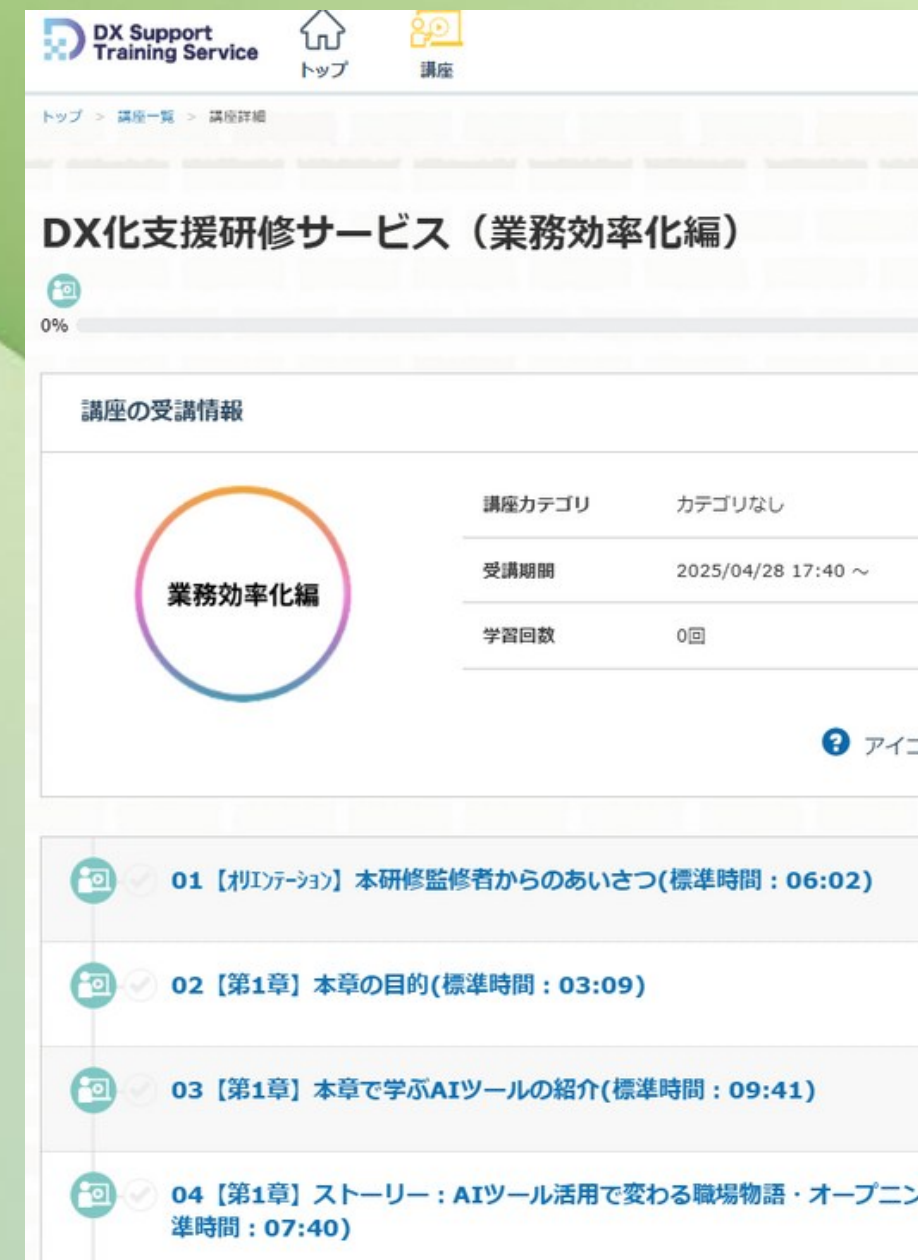 DX Support
Training Service
トップ
講座
トップ > 講座一覧 > 講座詳細
DX化支援研修サービス（業務効率化編）
0%
講座の受講情報
業務効率化編
講座カテゴリ カテゴリなし
受講期間 2025/04/28 17:40 ～
学習回数 0回
? アイコ
01【ｵﾘｴﾝﾃｰｼｮﾝ】本研修監修者からのあいさつ(標準時間：06:02)
02【第1章】本章の目的(標準時間：03:09)
03【第1章】本章で学ぶAIツールの紹介(標準時間：09:41)
04【第1章】ストーリー：AIツール活用で変わる職場物語・オープニン
準時間：07:40)